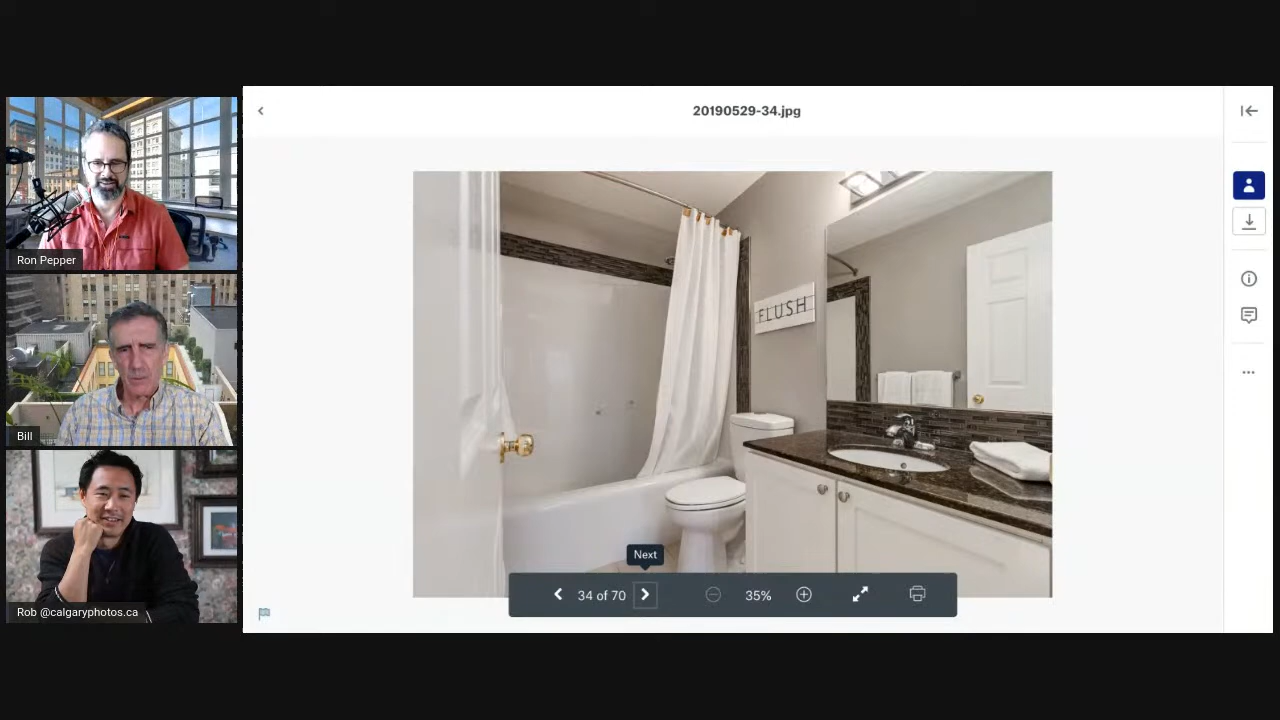 20190529-34.jpg
Ron Pepper
Bill
Rob @calgaryphotos.ca
FLUSH
Next
34 of 70
35%